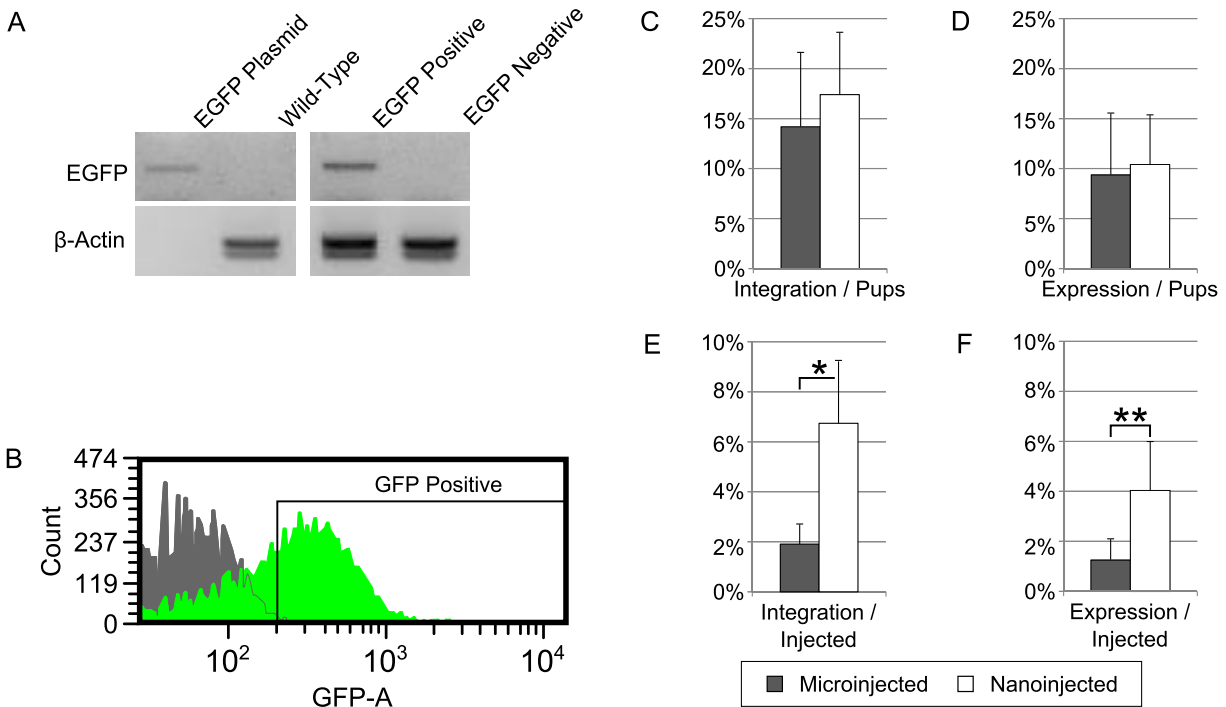 A
EGFP Plasmid
Wild-Type
EGFP Positive
EGFP Negative
EGFP
β-Actin
B
474
356
237
119
0
Count
GFP Positive
10²
10³
10⁴
GFP-A
C
25%
20%
15%
10%
5%
0%
Integration / Pups
D
25%
20%
15%
10%
5%
0%
Expression / Pups
E
10%
8%
6%
4%
2%
0%
*
Integration /
Injected
F
10%
8%
6%
4%
2%
0%
**
Expression /
Injected
Microinjected
Nanoinjected